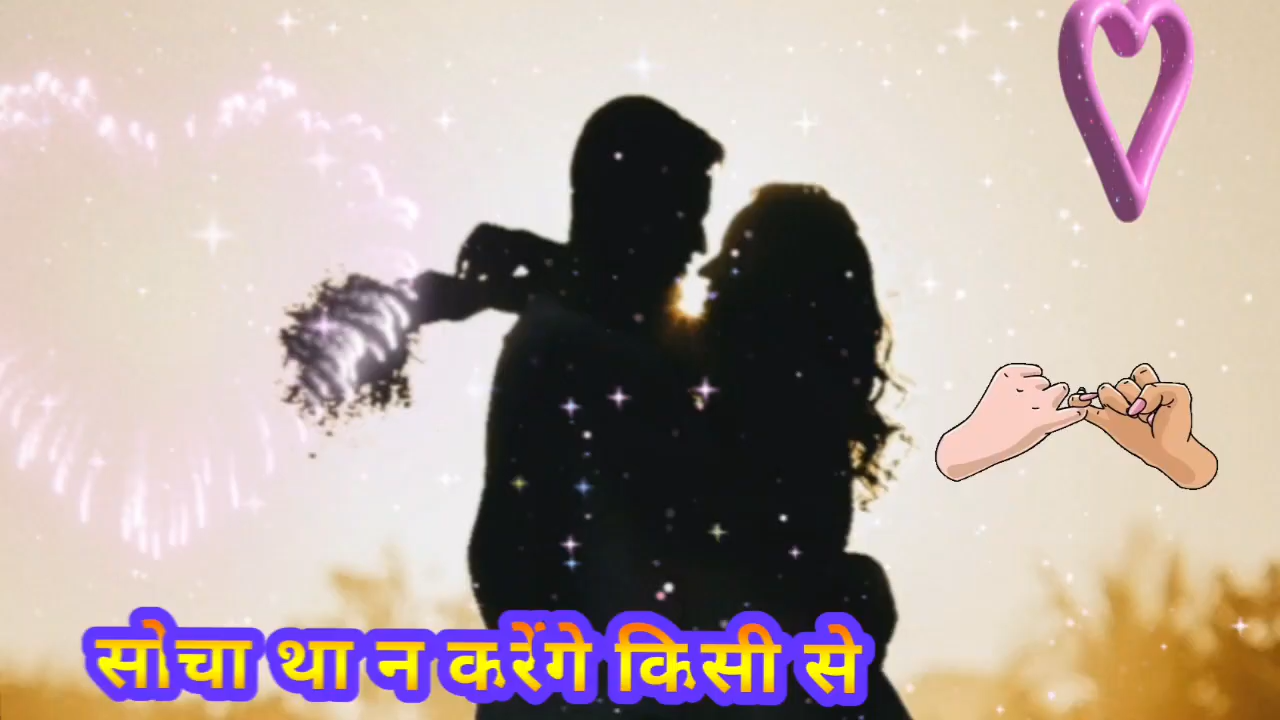 सोचा था न करेंगे किसी से